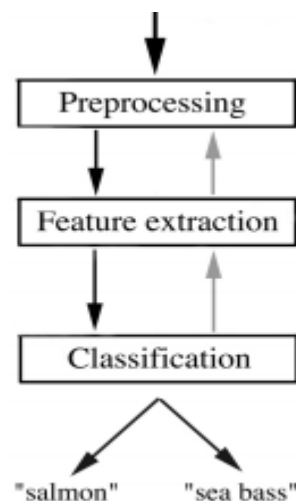 Preprocessing
Feature extraction
Classification
"salmon" "sea bass"